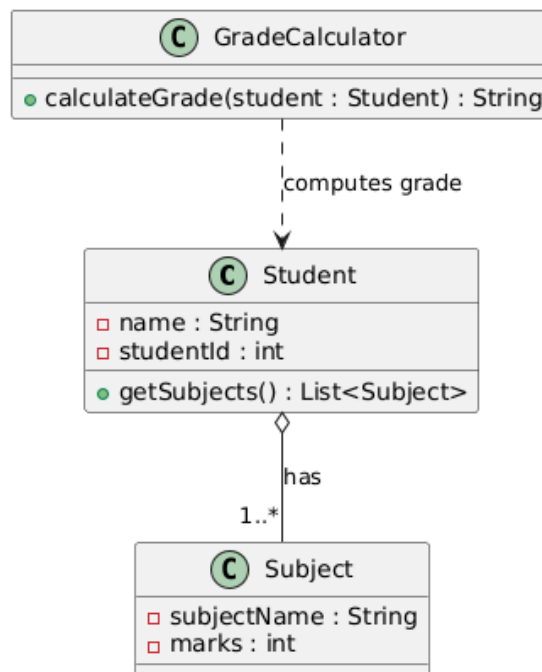 C GradeCalculator
calculateGrade(student : Student) : String
computes grade
C Student
name : String
studentId : int
getSubjects() : List<Subject>
has
1..*
C Subject
subjectName : String
marks : int